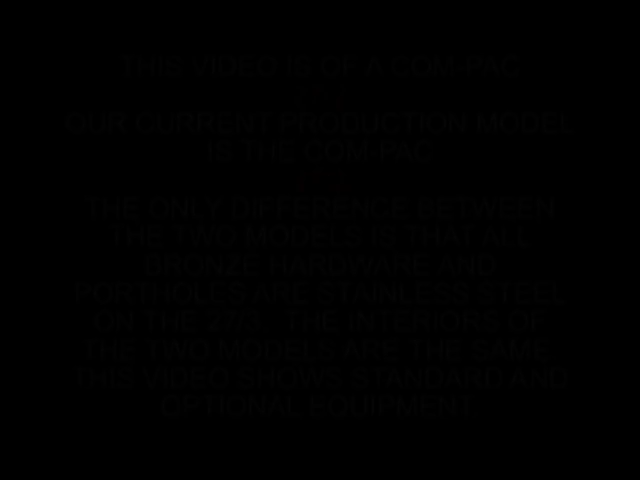 THIS VIDEO IS OF A COM-PAC
OUR CURRENT PRODUCTION MODEL
IS THE COM-PAC
THE ONLY DIFFERENCE BETWEEN
THE TWO MODELS IS THAT ALL
BRONZE HARDWARE AND
PORTHOLES ARE STAINLESS STEEL
ON THE 27/3. THE INTERIORS OF
THE TWO MODELS ARE THE SAME.
THIS VIDEO SHOWS STANDARD AND
OPTIONAL EQUIPMENT